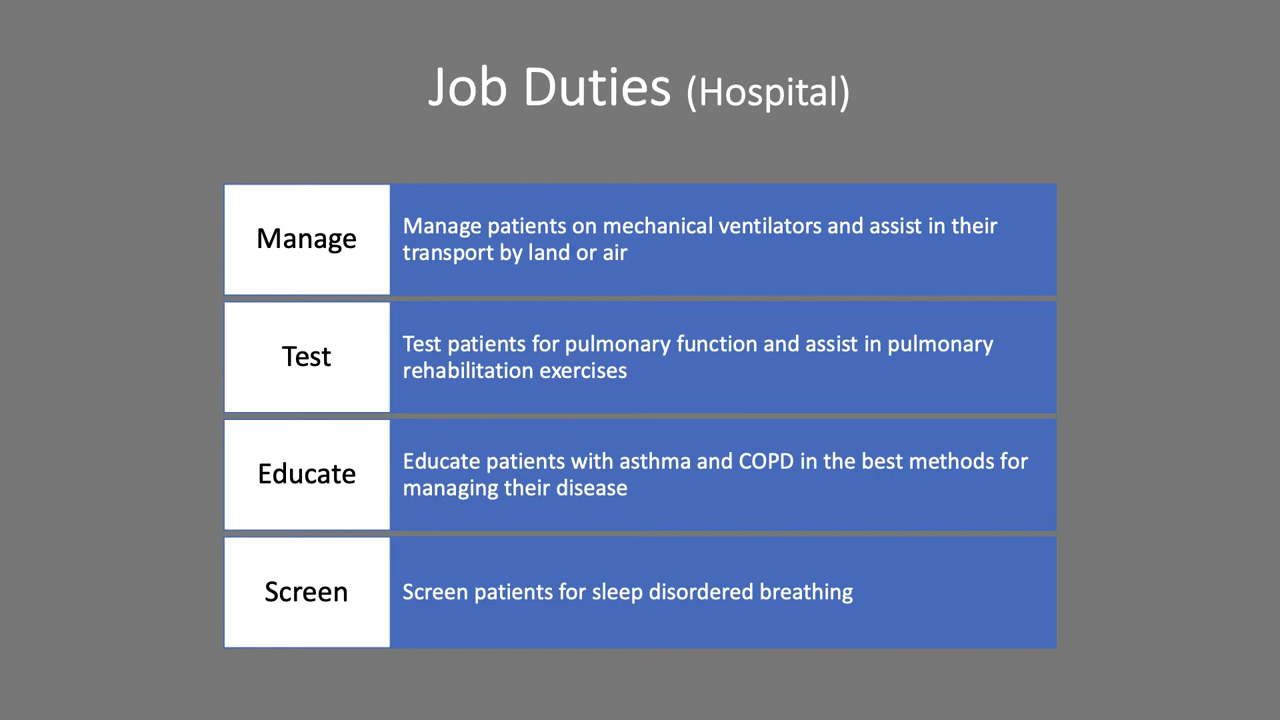 Job Duties (Hospital)
Manage
Manage patients on mechanical ventilators and assist in their
transport by land or air
Test
Test patients for pulmonary function and assist in pulmonary
rehabilitation exercises
Educate
Educate patients with asthma and COPD in the best methods for
managing their disease
Screen
Screen patients for sleep disordered breathing